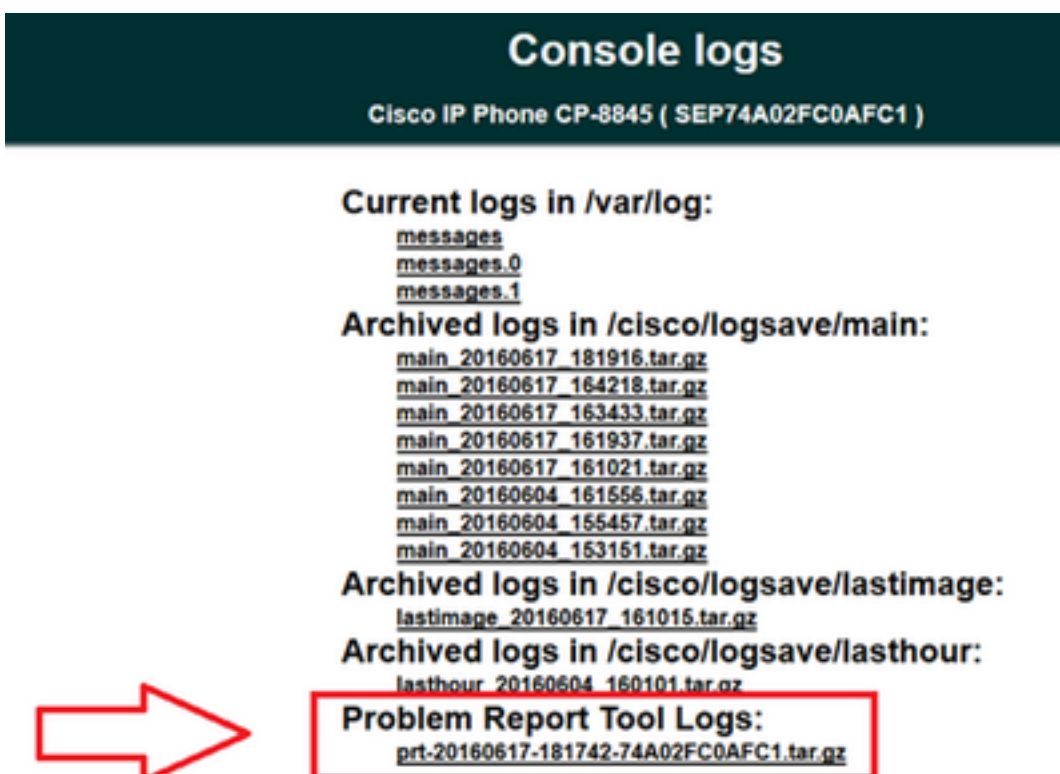 Console logs
Cisco IP Phone CP-8845 ( SEP74A02FC0AFC1 )
Current logs in /var/log:
messages
messages.0
messages.1
Archived logs in /cisco/logsave/main:
main_20160617_181916.tar.gz
main_20160617_164218.tar.gz
main_20160617_163433.tar.gz
main_20160617_161937.tar.gz
main_20160617_161021.tar.gz
main_20160604_161556.tar.gz
main_20160604_155457.tar.gz
main_20160604_153151.tar.gz
Archived logs in /cisco/logsave/lastimage:
lastimage_20160617_161015.tar.gz
Archived logs in /cisco/logsave/lasthour:
lasthour_20160604_160101.tar.gz
Problem Report Tool Logs:
prt-20160617-181742-74A02FC0AFC1.tar.gz